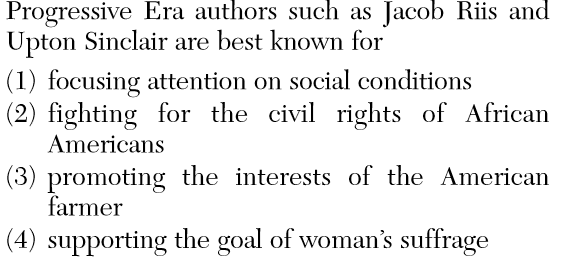 Progressive Era authors such as Jacob Riis and
Upton Sinclair are best known for
(1) focusing attention on social conditions
(2) fighting for the civil rights of African
Americans
(3) promoting the interests of the American
farmer
(4) supporting the goal of woman's suffrage